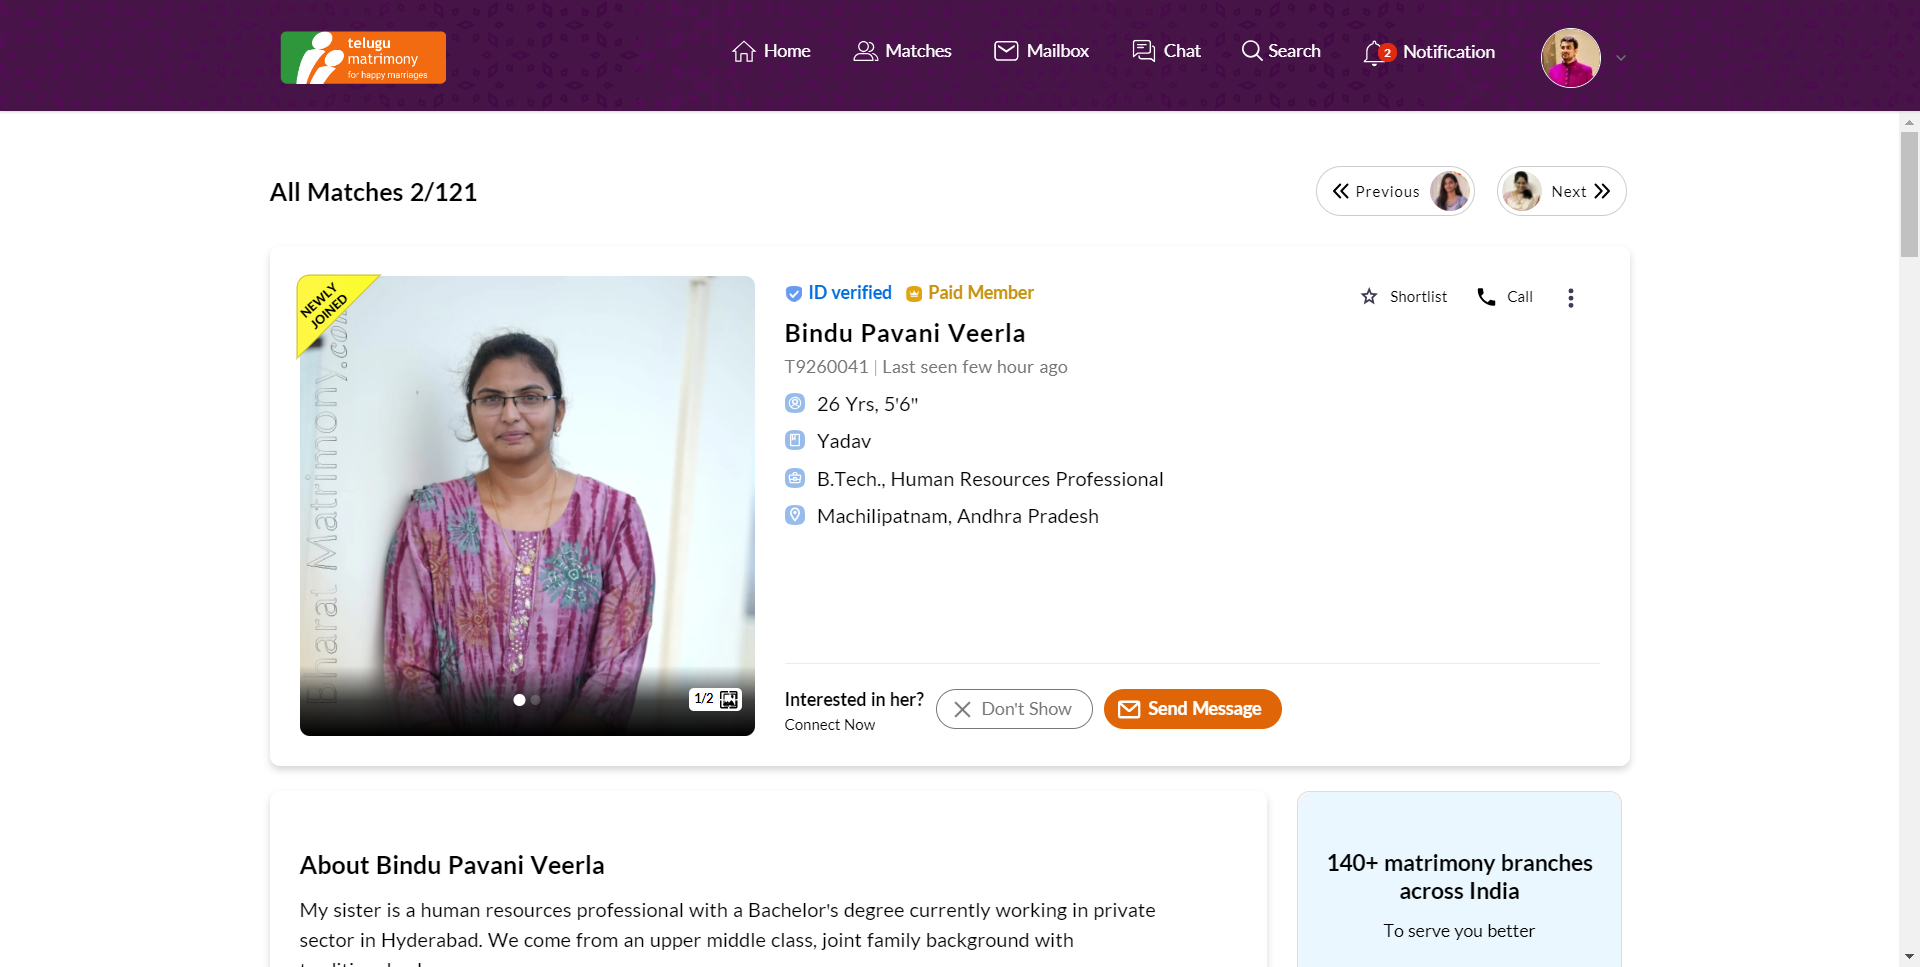 telugu
matrimony
for happy marriages
Home
Matches
Mailbox
Chat
Search
2
Notification
All Matches 2/121
Previous
Next
NEWLY
JOINED
Bharat Matrimony.com
1/2
ID verified
Paid Member
Shortlist
Call
Bindu Pavani Veerla
T9260041 | Last seen few hour ago
26 Yrs, 5'6"
Yadav
B.Tech., Human Resources Professional
Machilipatnam, Andhra Pradesh
Interested in her?
Connect Now
Don't Show
Send Message
About Bindu Pavani Veerla
My sister is a human resources professional with a Bachelor's degree currently working in private
sector in Hyderabad. We come from an upper middle class, joint family background with
140+ matrimony branches
across India
To serve you better